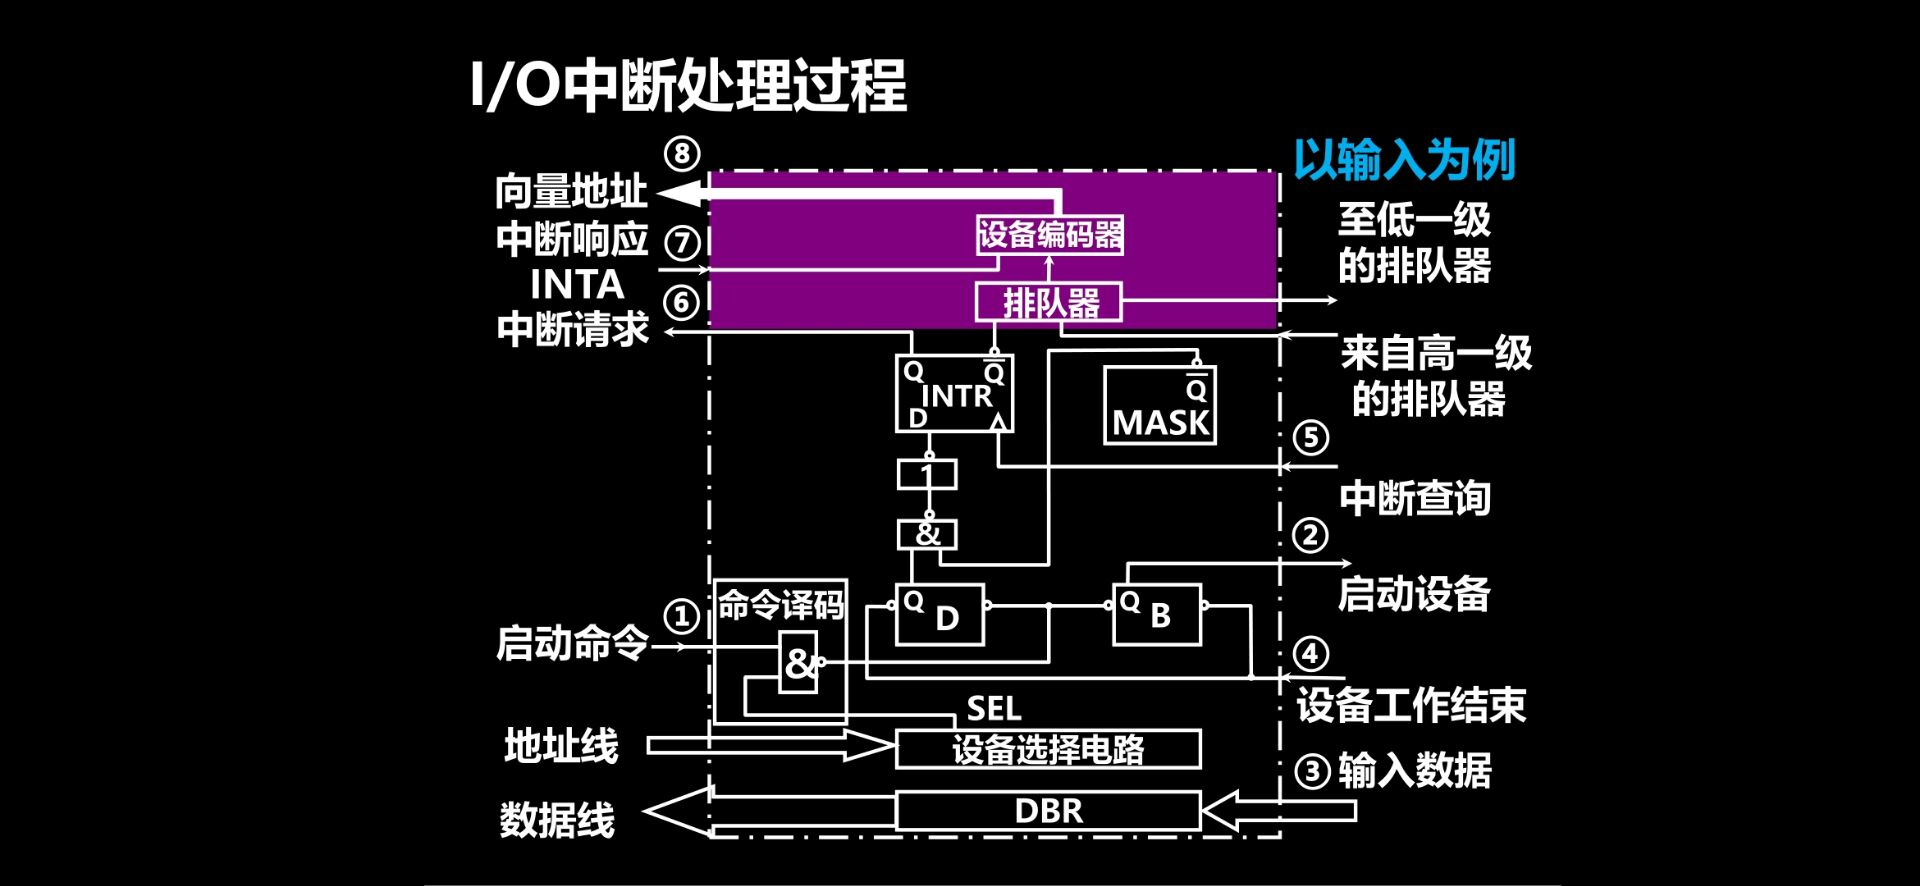 I/O中断处理过程
以输入为例
⑧
向量地址
中断响应 ⑦
INTA
⑥
中断请求
设备编码器
排队器
至低一级
的排队器
来自高一级
的排队器
Q Q
INTR
D
Q
MASK
⑤
中断查询
1
&
②
启动设备
命令译码
①
启动命令
&
Q D
Q B
④
设备工作结束
SEL
地址线
设备选择电路
③ 输入数据
数据线
DBR